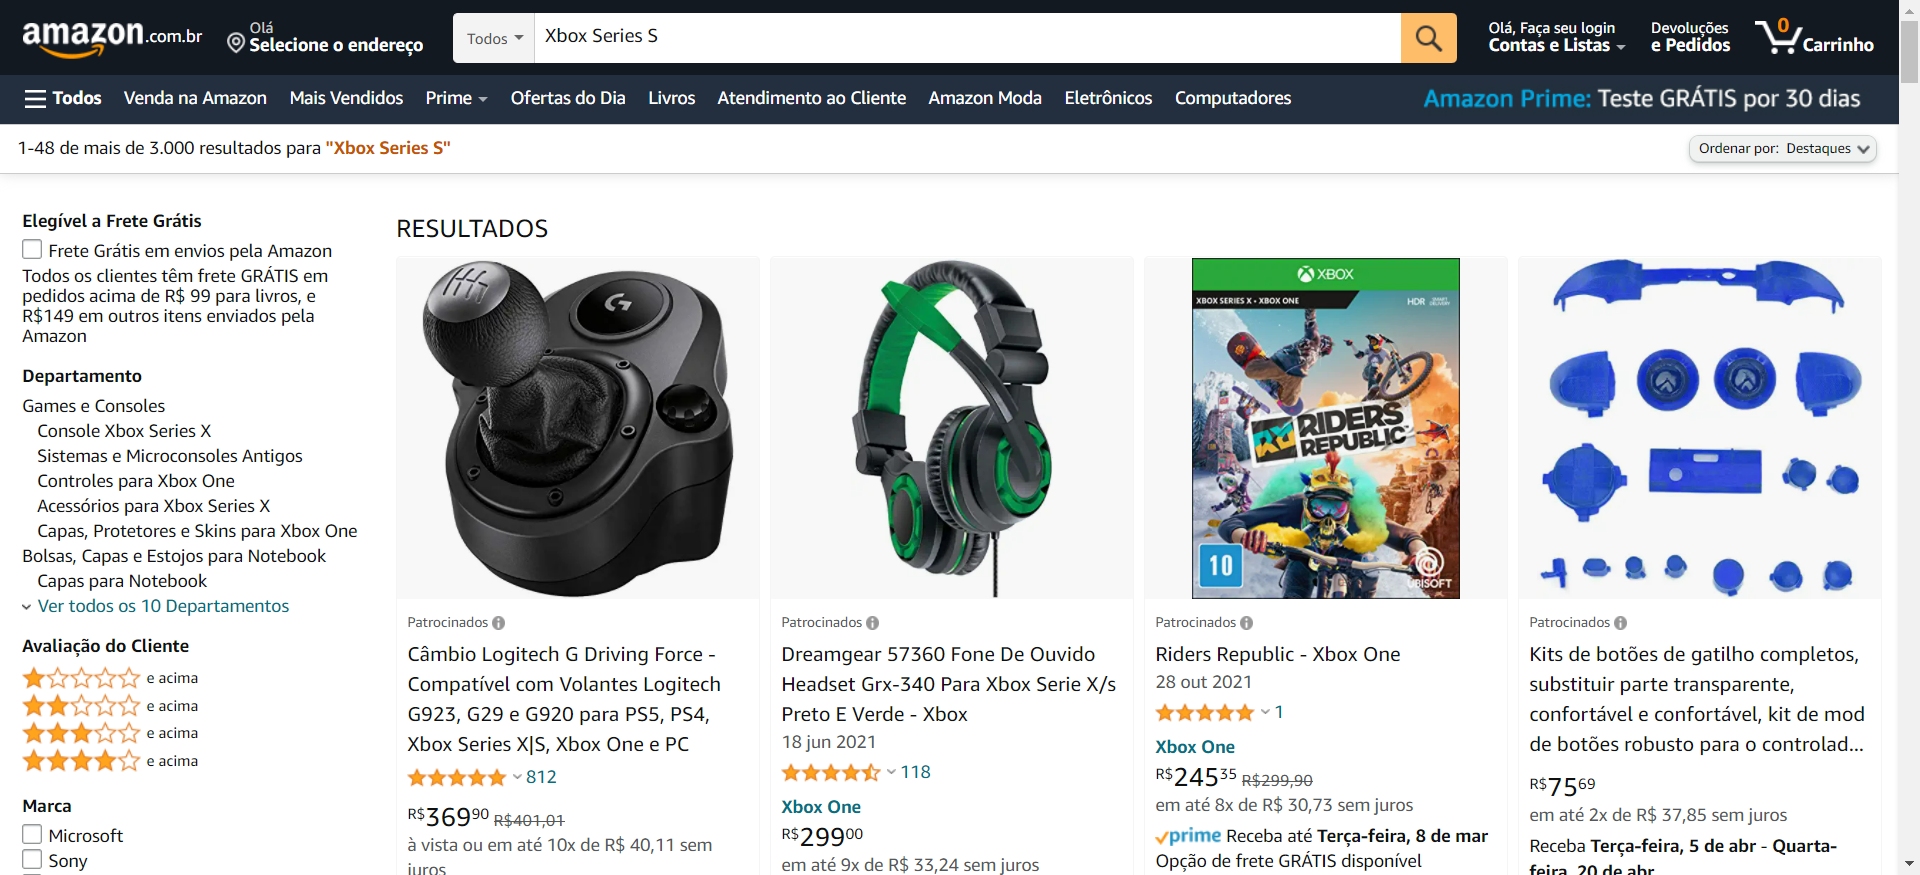 amazon.com.br
Olá
Selecione o endereço
Todos
Xbox Series S
Olá, Faça seu login
Contas e Listas
Devoluções
e Pedidos
0
Carrinho
Todos
Venda na Amazon
Mais Vendidos
Prime
Ofertas do Dia
Livros
Atendimento ao Cliente
Amazon Moda
Eletrônicos
Computadores
Amazon Prime: Teste GRÁTIS por 30 dias
1-48 de mais de 3.000 resultados para "Xbox Series S"
Ordenar por: Destaques
Elegível a Frete Grátis
Frete Grátis em envios pela Amazon
Todos os clientes têm frete GRÁTIS em
pedidos acima de R$ 99 para livros, e
R$149 em outros itens enviados pela
Amazon
Departamento
Games e Consoles
Console Xbox Series X
Sistemas e Microconsoles Antigos
Controles para Xbox One
Acessórios para Xbox Series X
Capas, Protetores e Skins para Xbox One
Bolsas, Capas e Estojos para Notebook
Capas para Notebook
Ver todos os 10 Departamentos
Avaliação do Cliente
e acima
e acima
e acima
e acima
Marca
Microsoft
Sony
RESULTADOS
G
Patrocinados
Câmbio Logitech G Driving Force -
Compatível com Volantes Logitech
G923, G29 e G920 para PS5, PS4,
Xbox Series X|S, Xbox One e PC
812
R$36990 R$401,01
à vista ou em até 10x de R$ 40,11 sem
juros
Patrocinados
Dreamgear 57360 Fone De Ouvido
Headset Grx-340 Para Xbox Serie X/s
Preto E Verde - Xbox
18 jun 2021
118
Xbox One
R$29900
em até 9x de R$ 33,24 sem juros
XBOX
XBOX SERIES X • XBOX ONE
HDR
RIDERS
REPUBLIC
10
UBISOFT
Patrocinados
Riders Republic - Xbox One
28 out 2021
1
Xbox One
R$24535 R$299,90
em até 8x de R$ 30,73 sem juros
prime Receba até Terça-feira, 8 de mar
Opção de frete GRÁTIS disponível
Patrocinados
Kits de botões de gatilho completos,
substituir parte transparente,
confortável e confortável, kit de mod
de botões robusto para o controlad...
R$7569
em até 2x de R$ 37,85 sem juros
Receba Terça-feira, 5 de abr - Quarta-
feira, 20 de abr